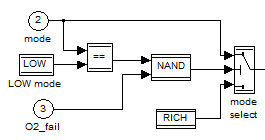 2
mode
LOW
LOW mode
==
NAND
3
O2_fail
RICH
mode
select